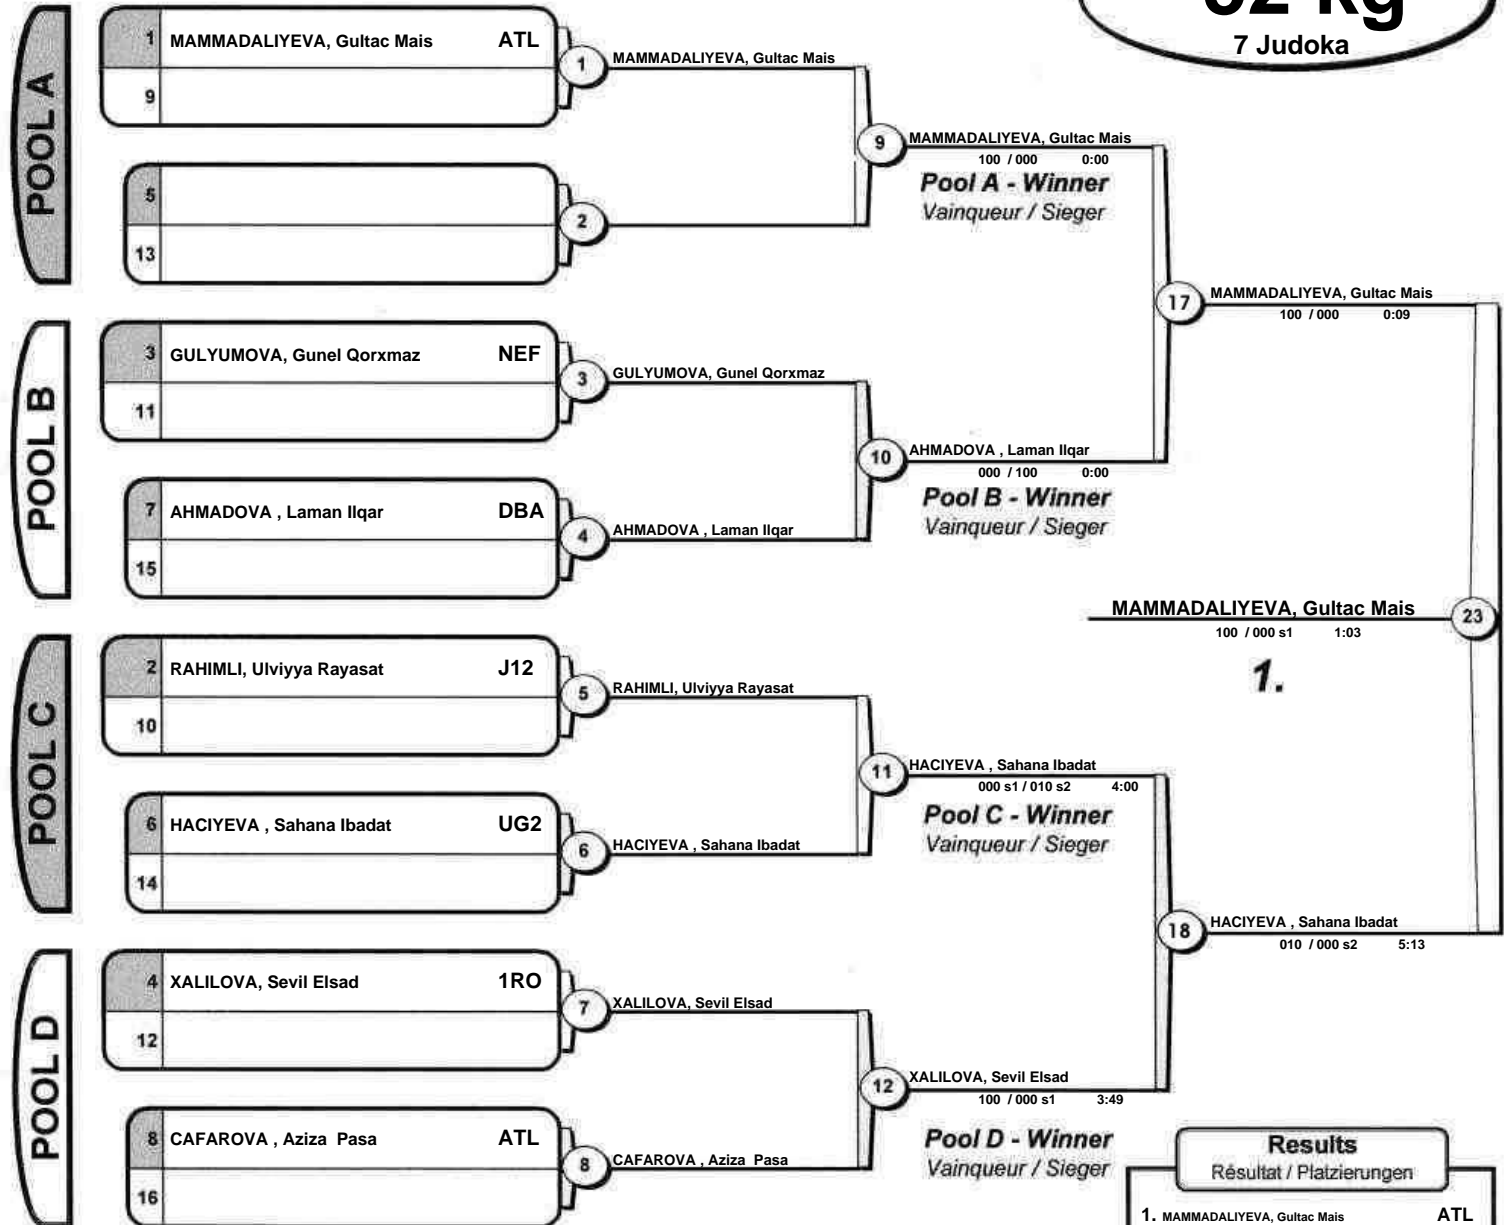 52 kg
7 Judoka
POOL A
1 MAMMADALIYEVA, Gultac Mais ATL
9
5
13
1 MAMMADALIYEVA, Gultac Mais
2
9 MAMMADALIYEVA, Gultac Mais
100 / 000 0:00
Pool A - Winner
Vainqueur / Sieger
POOL B
3 GULYUMOVA, Gunel Qorxmaz NEF
11
7 AHMADOVA , Laman Ilqar DBA
15
3 GULYUMOVA, Gunel Qorxmaz
4 AHMADOVA , Laman Ilqar
10 AHMADOVA , Laman Ilqar
000 / 100 0:00
Pool B - Winner
Vainqueur / Sieger
17 MAMMADALIYEVA, Gultac Mais
100 / 000 0:09
MAMMADALIYEVA, Gultac Mais 23
100 / 000 s1 1:03
1.
POOL C
2 RAHIMLI, Ulviyya Rayasat J12
10
6 HACIYEVA , Sahana Ibadat UG2
14
5 RAHIMLI, Ulviyya Rayasat
6 HACIYEVA , Sahana Ibadat
11 HACIYEVA , Sahana Ibadat
000 s1 / 010 s2 4:00
Pool C - Winner
Vainqueur / Sieger
18 HACIYEVA , Sahana Ibadat
010 / 000 s2 5:13
POOL D
4 XALILOVA, Sevil Elsad 1RO
12
8 CAFAROVA , Aziza Pasa ATL
16
7 XALILOVA, Sevil Elsad
8 CAFAROVA , Aziza Pasa
12 XALILOVA, Sevil Elsad
100 / 000 s1 3:49
Pool D - Winner
Vainqueur / Sieger
Results
Résultat / Platzierungen
1. MAMMADALIYEVA, Gultac Mais ATL